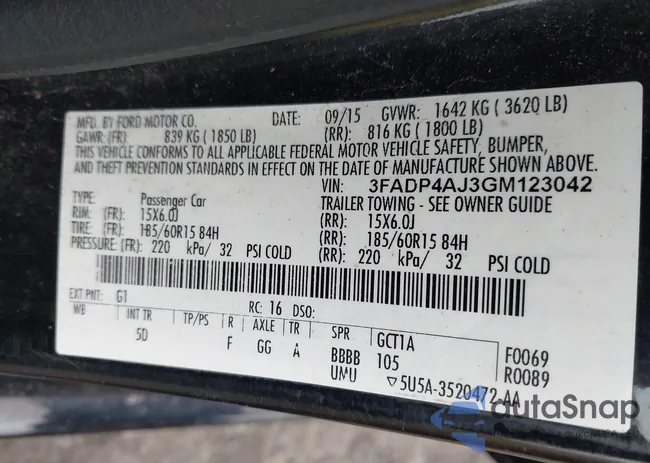 MFD. BY FORD MOTOR CO. DATE: 09/15 GVWR: 1642 KG ( 3620 LB)
GAWR: (FR): 839 KG ( 1850 LB) (RR): 816 KG ( 1800 LB)
THIS VEHICLE CONFORMS TO ALL APPLICABLE FEDERAL MOTOR VEHICLE SAFETY, BUMPER,
AND THEFT PREVENTION STANDARDS IN EFFECT ON THE DATE OF MANUFACTURE SHOWN ABOVE.
VIN: 3FADP4AJ3GM123042
TYPE: Passenger Car TRAILER TOWING - SEE OWNER GUIDE
RIM: (FR): 15X6.0J (RR): 15X6.0J
TIRE: (FR): 185/60R15 84H (RR): 185/60R15 84H
PRESSURE: (FR): 220 kPa/ 32 PSI COLD (RR): 220 kPa/ 32 PSI COLD
EXT PNT: G1 RC: 16 DSO:
WB INT TR TP/PS R AXLE TR SPR GCT1A F0069
5D F GG A BBBB 105 R0089
UMU ▽5U5A-3520472-AA
autoSnap